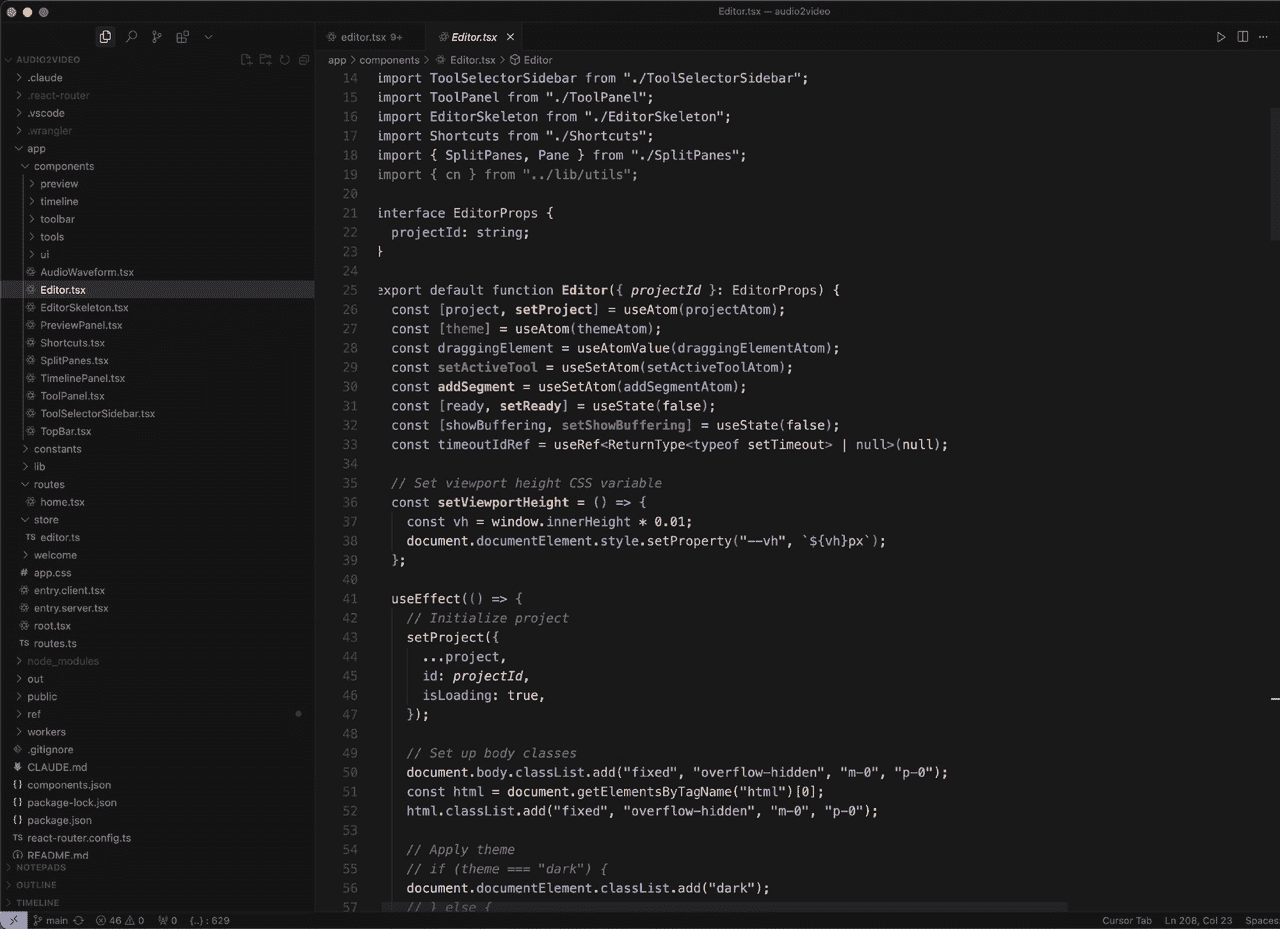 Editor.tsx — audio2video
editor.tsx 9+
Editor.tsx
AUDIO2VIDEO
.claude
.react-router
.vscode
.wrangler
app
components
preview
timeline
toolbar
tools
ui
AudioWaveform.tsx
Editor.tsx
EditorSkeleton.tsx
PreviewPanel.tsx
Shortcuts.tsx
SplitPanes.tsx
TimelinePanel.tsx
ToolPanel.tsx
ToolSelectorSidebar.tsx
TopBar.tsx
constants
lib
routes
home.tsx
store
TS editor.ts
welcome
# app.css
entry.client.tsx
entry.server.tsx
root.tsx
TS routes.ts
node_modules
out
public
ref
workers
.gitignore
CLAUDE.md
{} components.json
{} package-lock.json
{} package.json
TS react-router.config.ts
README.md
NOTEPADS
OUTLINE
TIMELINE
app > components > Editor.tsx > Editor
14 import ToolSelectorSidebar from "./ToolSelectorSidebar";
15 import ToolPanel from "./ToolPanel";
16 import EditorSkeleton from "./EditorSkeleton";
17 import Shortcuts from "./Shortcuts";
18 import { SplitPanes, Pane } from "./SplitPanes";
19 import { cn } from "../lib/utils";
20
21 interface EditorProps {
22 projectId: string;
23 }
24
25 export default function Editor({ projectId }: EditorProps) {
26 const [project, setProject] = useAtom(projectAtom);
27 const [theme] = useAtom(themeAtom);
28 const draggingElement = useAtomValue(draggingElementAtom);
29 const setActiveTool = useSetAtom(setActiveToolAtom);
30 const addSegment = useSetAtom(addSegmentAtom);
31 const [ready, setReady] = useState(false);
32 const [showBuffering, setShowBuffering] = useState(false);
33 const timeoutIdRef = useRef<ReturnType<typeof setTimeout> | null>(null);
34
35 // Set viewport height CSS variable
36 const setViewportHeight = () => {
37 const vh = window.innerHeight * 0.01;
38 document.documentElement.style.setProperty("--vh", `${vh}px`);
39 };
40
41 useEffect(() => {
42 // Initialize project
43 setProject({
44 ...project,
45 id: projectId,
46 isLoading: true,
47 });
48
49 // Set up body classes
50 document.body.classList.add("fixed", "overflow-hidden", "m-0", "p-0");
51 const html = document.getElementsByTagName("html")[0];
52 html.classList.add("fixed", "overflow-hidden", "m-0", "p-0");
53
54 // Apply theme
55 // if (theme === "dark") {
56 document.documentElement.classList.add("dark");
57 // } else {
main 46 0 0 {..} : 629
Cursor Tab Ln 208, Col 23 Spaces